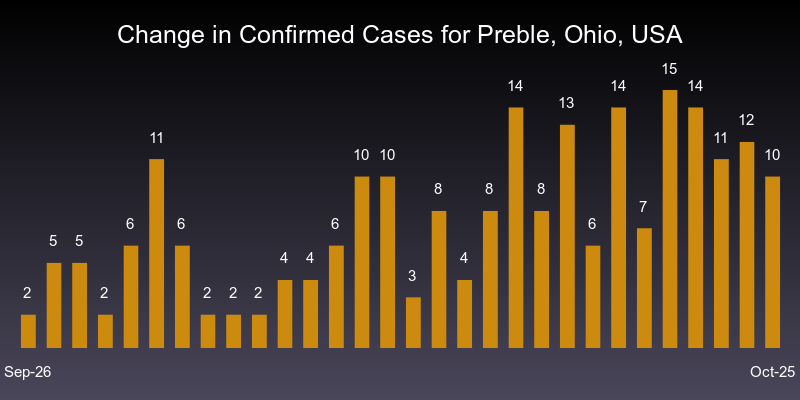 Change in Confirmed Cases for Preble, Ohio, USA
2 5 5 2 6 11 6 2 2 2 4 4 6 10 10 3 8 4 8 14 8 13 6 14 7 15 14 11 12 10
Sep-26 Oct-25